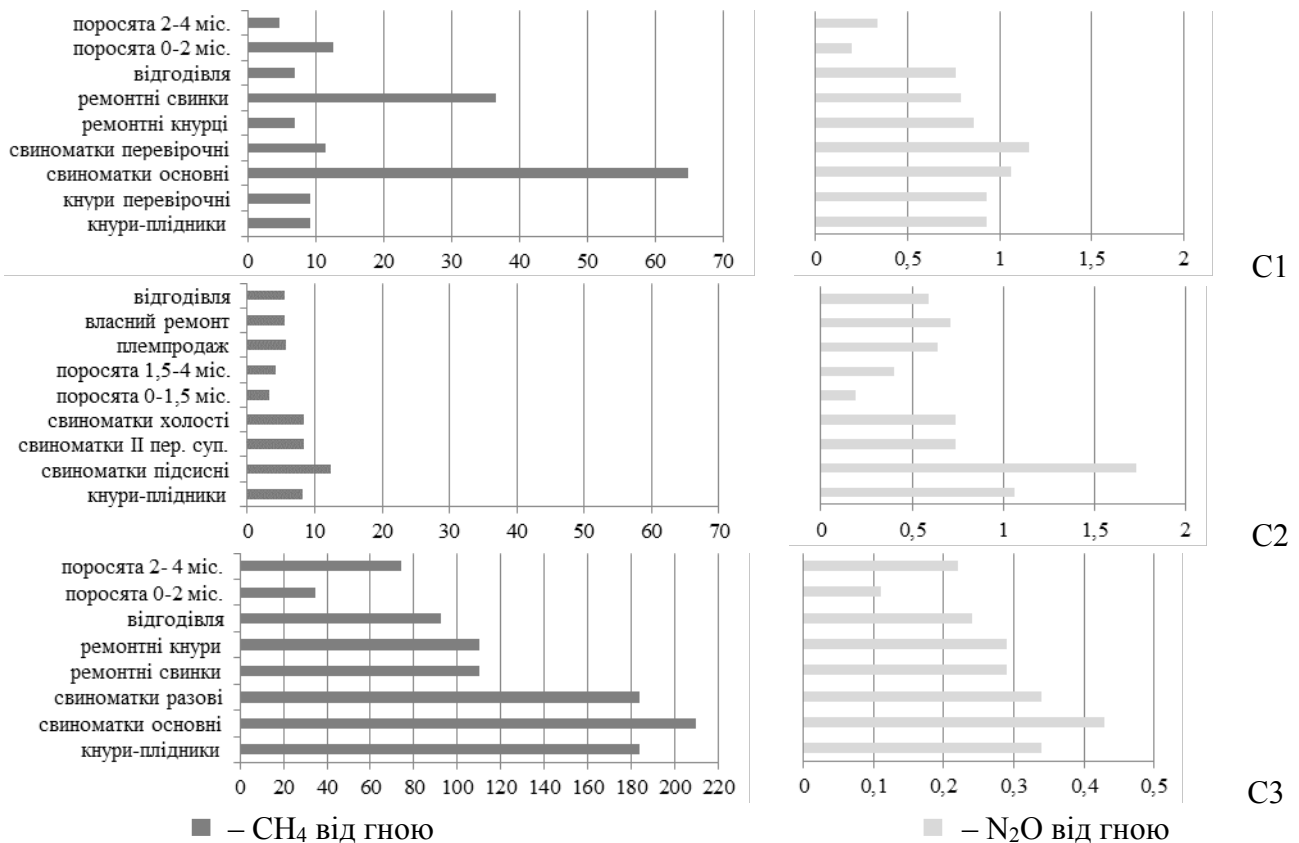 поросята 2-4 міс.
поросята 0-2 міс.
відгодівля
ремонтні свинки
ремонтні кнурці
свиноматки перевірочні
свиноматки основні
кнури перевірочні
кнури-плідники
0 10 20 30 40 50 60 70
0 0,5 1 1,5 2
С1
відгодівля
власний ремонт
племпродаж
поросята 1,5-4 міс.
поросята 0-1,5 міс.
свиноматки холості
свиноматки ІІ пер. суп.
свиноматки підсисні
кнури-плідники
0 10 20 30 40 50 60 70
0 0,5 1 1,5 2
С2
поросята 2- 4 міс.
поросята 0-2 міс.
відгодівля
ремонтні кнури
ремонтні свинки
свиноматки разові
свиноматки основні
кнури-плідники
0 20 40 60 80 100 120 140 160 180 200 220
0 0,1 0,2 0,3 0,4 0,5
С3
– CH₄ від гною
– N₂O від гною